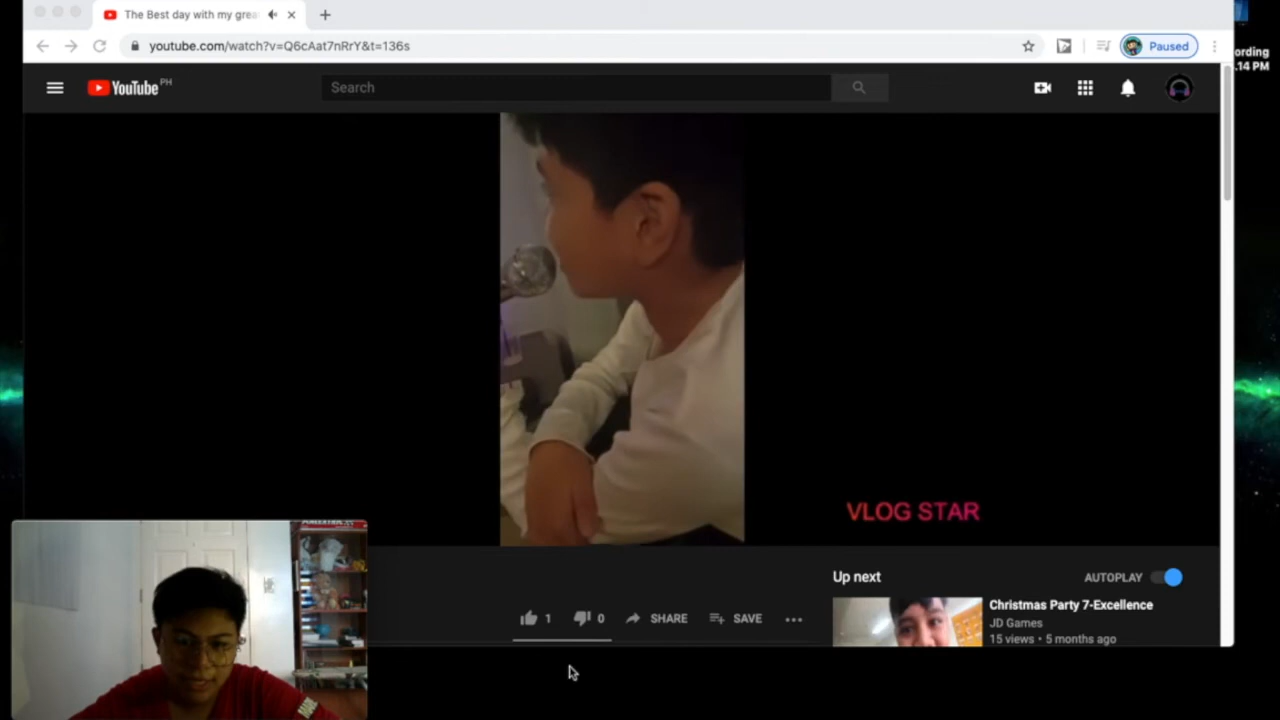 The Best day with my grea
ording
.14 PM
youtube.com/watch?v=Q6cAat7nRrY&t=136s
Paused
YouTube PH
Search
VLOG STAR
Up next
AUTOPLAY
1
0
SHARE
SAVE
Christmas Party 7-Excellence
JD Games
15 views • 5 months ago